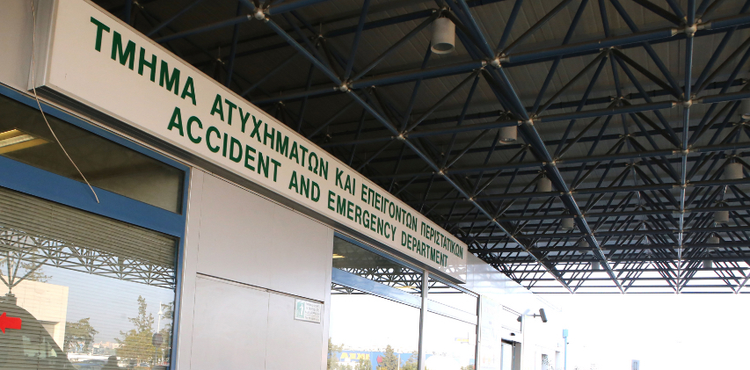 ΤΜΗΜΑ ΑΤΥΧΗΜΑΤΩΝ ΚΑΙ ΕΠΕΙΓΟΝΤΩΝ ΠΕΡΙΣΤΑΤΙΚΩΝ
ACCIDENT AND EMERGENCY DEPARTMENT